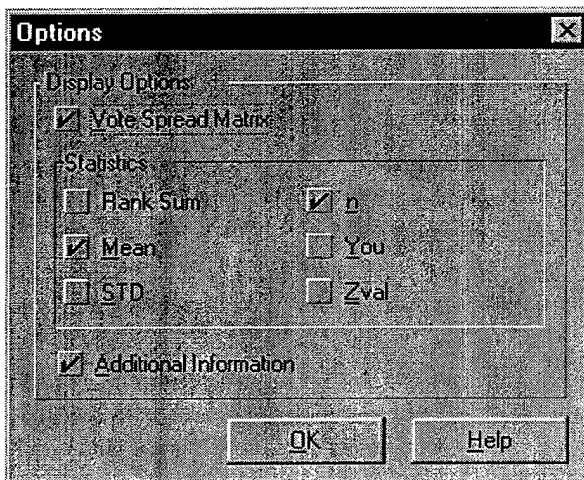 Options
Display Options
Vote Spread Matrix
Statistics
Rank Sum
n
Mean
You
STD
Zval
Additional Information
OK
Help